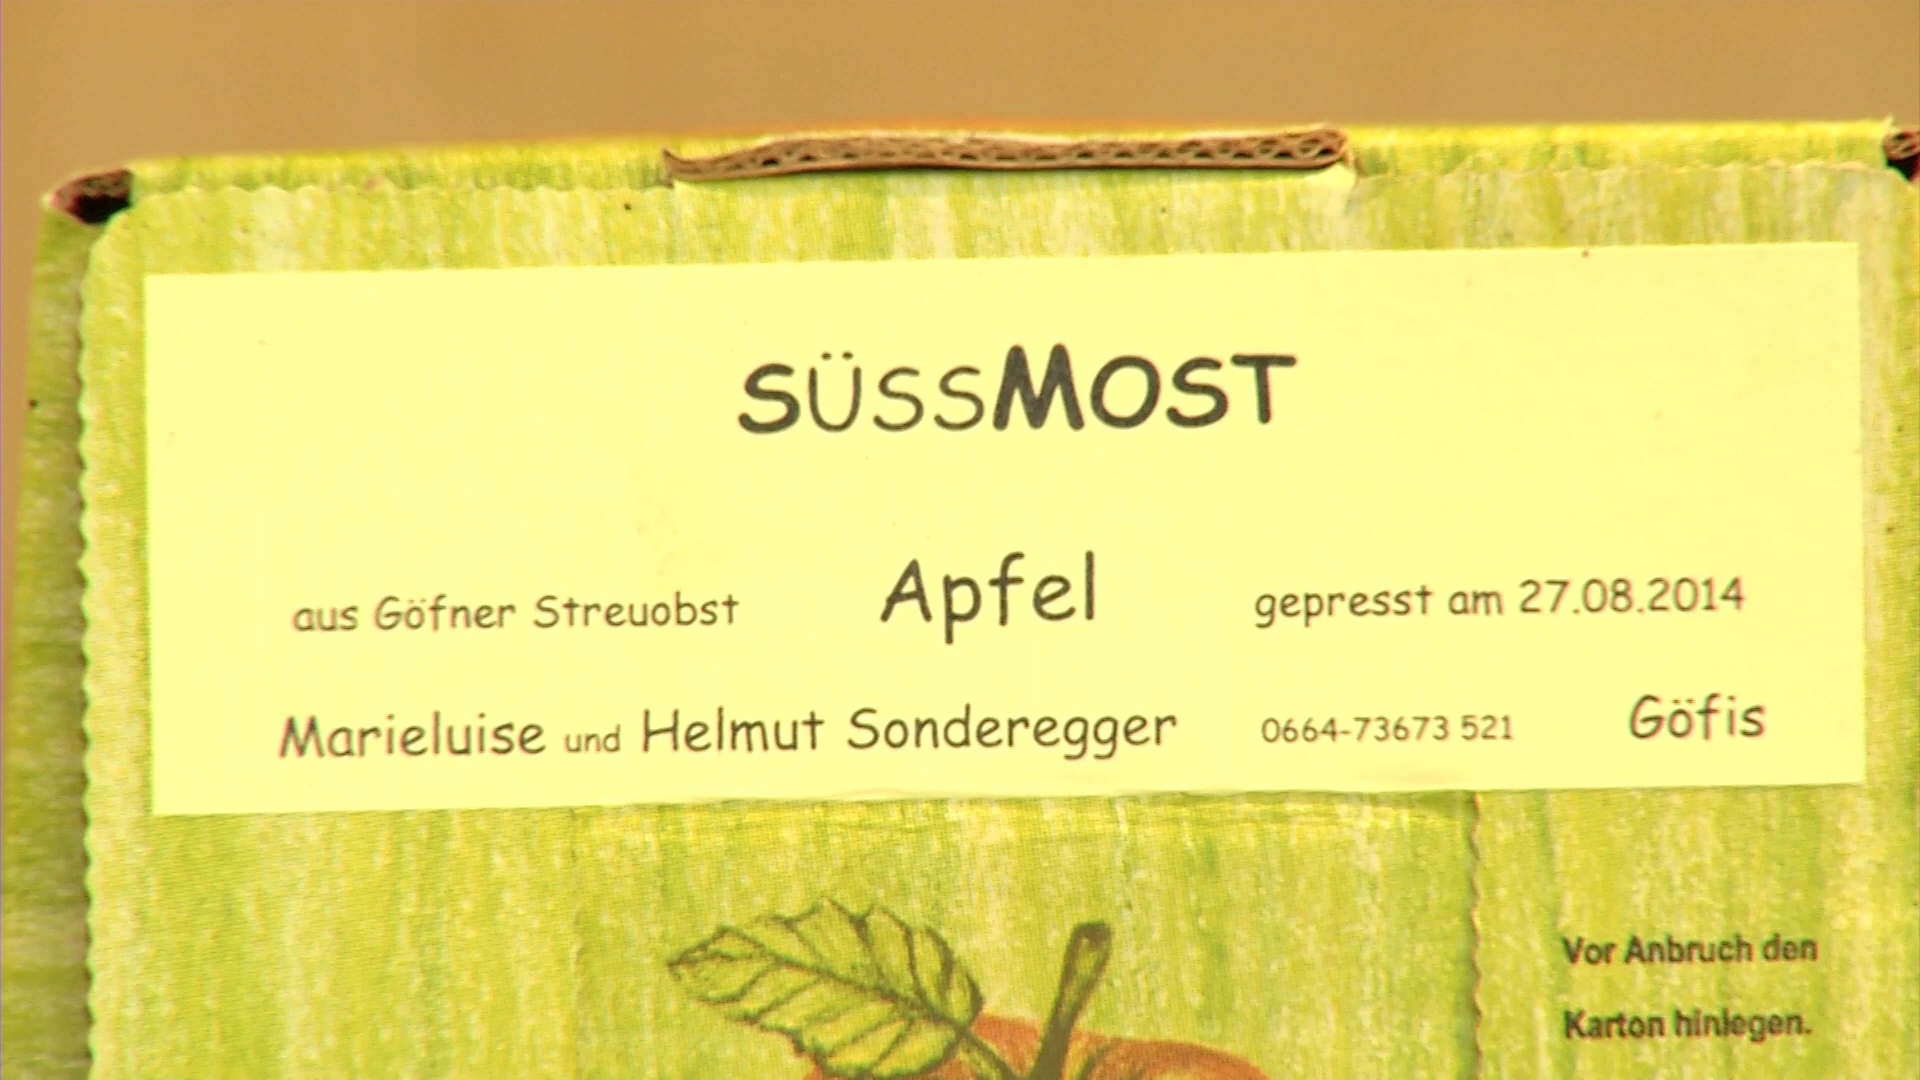 SÜSSMOST
aus Göfner Streuobst Apfel gepresst am 27.08.2014
Marieluise und Helmut Sonderegger 0664-73673 521 Göfis
Vor Anbruch den
Karton hinlegen.